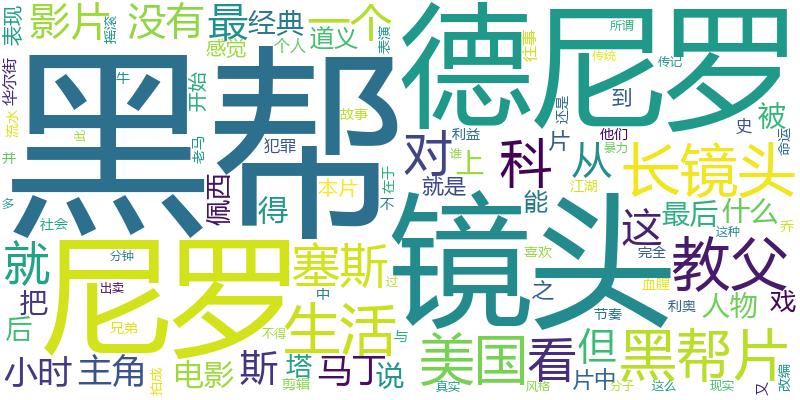 表现
影片
没有
最
经典
一个
摇滚
感觉
个人
道义
表演
德尼罗
所谓
往事
传统
传记
华尔街
牛
开始
黑帮
故事
还是
到
史
被
流水
此
老马
犯罪
对
利益
谁
上
科
片
他们
暴力
从
长镜头
命运
并
佩西
得
本片
不在于
就是
能
江湖
多
社会
镜头
这
最后
什么
乔
就
分钟
尼罗
塞斯
喜欢
之
完全
这种
教父
把
出卖
中
过
生活
节奏
血腥
利奥
人物
戏
后
兄弟
不得
与
美国
看
但
黑帮片
小时
主角
拍成
电影
斯
塔
剪辑
马丁
说
真实
风格
片中
分子
这么
现实
又
改编